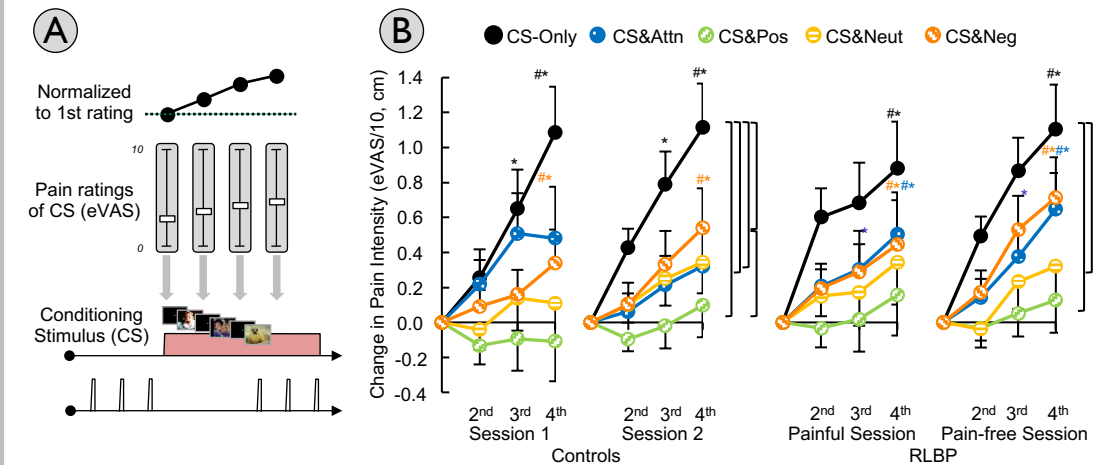 A
Normalized
to 1st rating
10
Pain ratings
of CS (eVAS)
0
Conditioning
Stimulus (CS)
B
CS-Only CS&Attn CS&Pos CS&Neut CS&Neg
Change in Pain Intensity (eVAS/10, cm)
1.4
1.2
1.0
0.8
0.6
0.4
0.2
0.0
-0.2
-0.4
#*
*
#*
#*
*
#*
#*
#*#*
*
#*
#*#*
*
2nd 3rd 4th 2nd 3rd 4th 2nd 3rd 4th 2nd 3rd 4th
Session 1 Session 2 Painful Session Pain-free Session
Controls RLBP